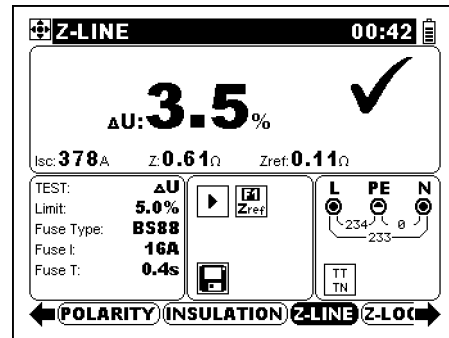 Z-LINE 00:42
ΔU: 3.5%
Isc: 378A Z: 0.61Ω Zref: 0.11Ω
TEST: ΔU
Limit: 5.0%
Fuse Type: BS88
Fuse I: 16A
Fuse T: 0.4s
F1
Zref
L PE N
234 0
233
TT
TN
POLARITY INSULATION Z-LINE Z-LO